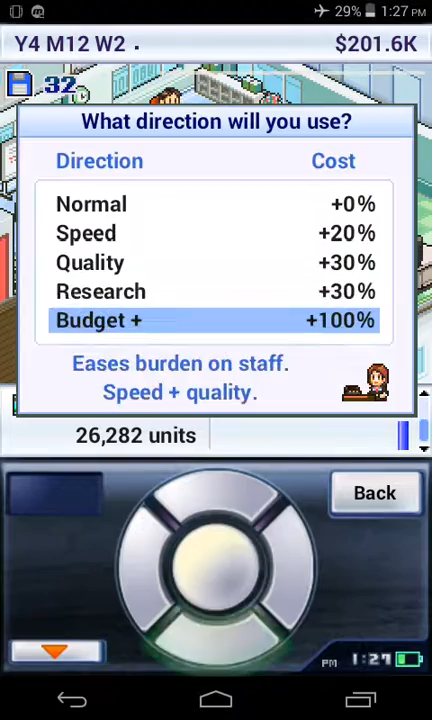 29% 1:27 PM
Y4 M12 W2 . $201.6K
.32
What direction will you use?
Direction Cost
Normal +0%
Speed +20%
Quality +30%
Research +30%
Budget + +100%
Eases burden on staff.
Speed + quality.
26,282 units
Back
PM 1:27